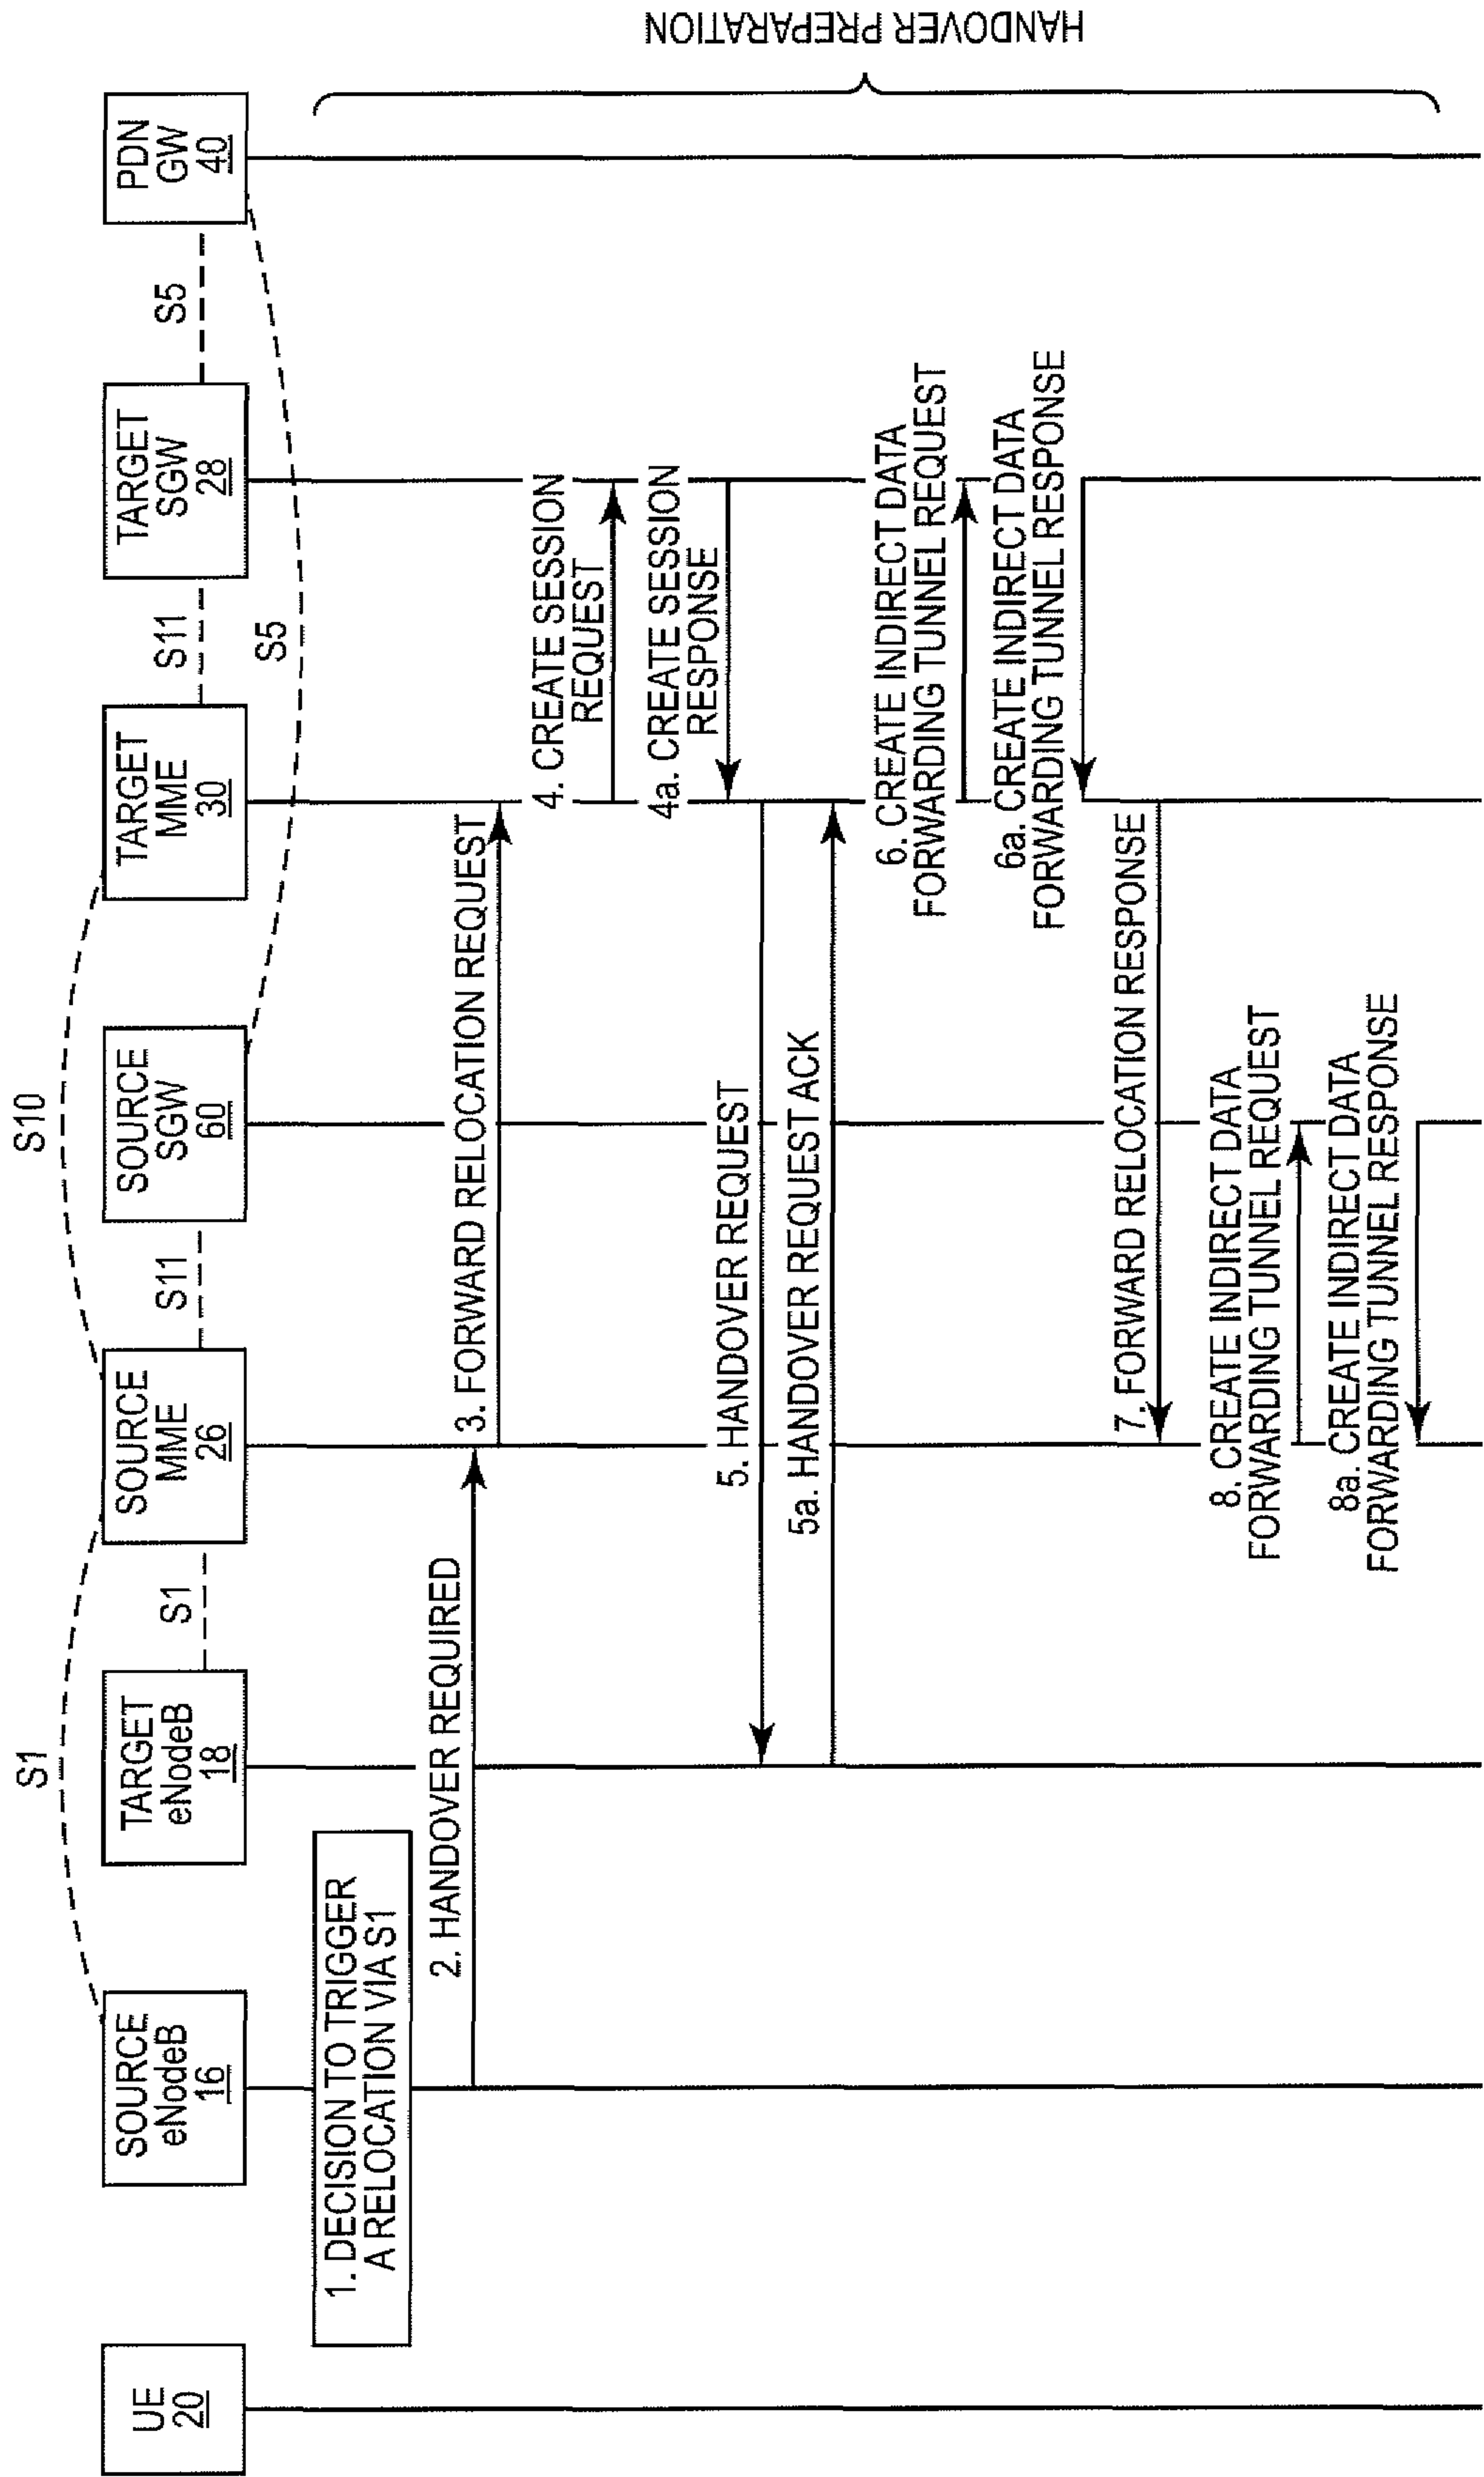 S1
S10
UE
20
SOURCE
eNodeB
16
TARGET
eNodeB
18
S1
SOURCE
MME
26
S11
SOURCE
SGW
60
TARGET
MME
30
S11
TARGET
SGW
28
S5
PDN
GW
40
S5
1. DECISION TO TRIGGER
A RELOCATION VIA S1
2. HANDOVER REQUIRED
3. FORWARD RELOCATION REQUEST
4. CREATE SESSION
REQUEST
4a. CREATE SESSION
RESPONSE
5. HANDOVER REQUEST
5a. HANDOVER REQUEST ACK
6. CREATE INDIRECT DATA
FORWARDING TUNNEL REQUEST
6a. CREATE INDIRECT DATA
FORWARDING TUNNEL RESPONSE
7. FORWARD RELOCATION RESPONSE
8. CREATE INDIRECT DATA
FORWARDING TUNNEL REQUEST
8a. CREATE INDIRECT DATA
FORWARDING TUNNEL RESPONSE
HANDOVER PREPARATION